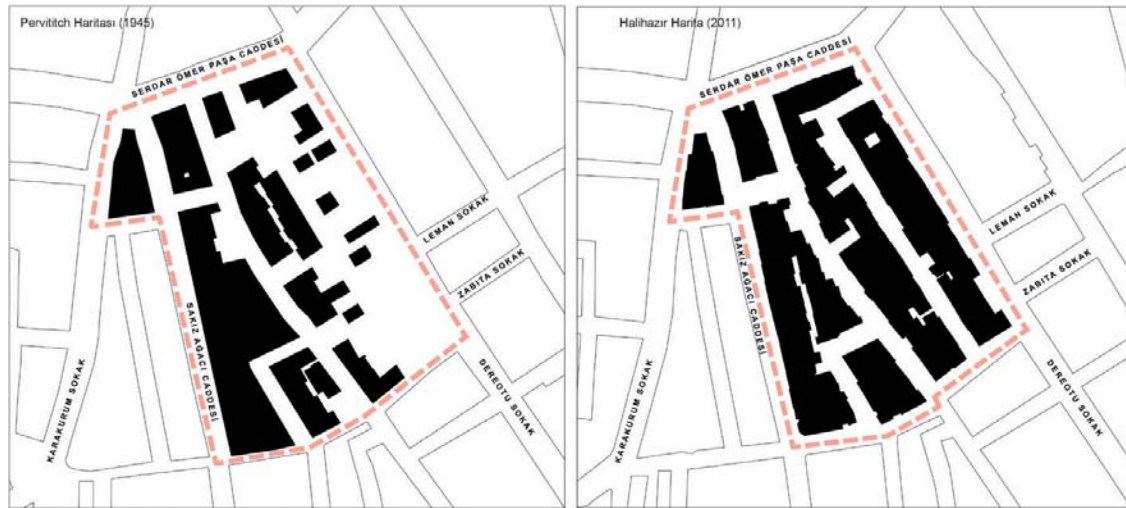 Pervititch Haritası (1945)
SERDAR ÖMER PAŞA CADDESİ
LEMAN SOKAK
ZABITA SOKAK
SAKIZ AĞACI CADDESİ
KARAKURUM SOKAK
DEREOTU SOKAK
Halihazır Harita (2011)
SERDAR ÖMER PAŞA CADDESİ
LEMAN SOKAK
ZABITA SOKAK
SAKIZ AĞACI CADDESİ
KARAKURUM SOKAK
DEREOTU SOKAK